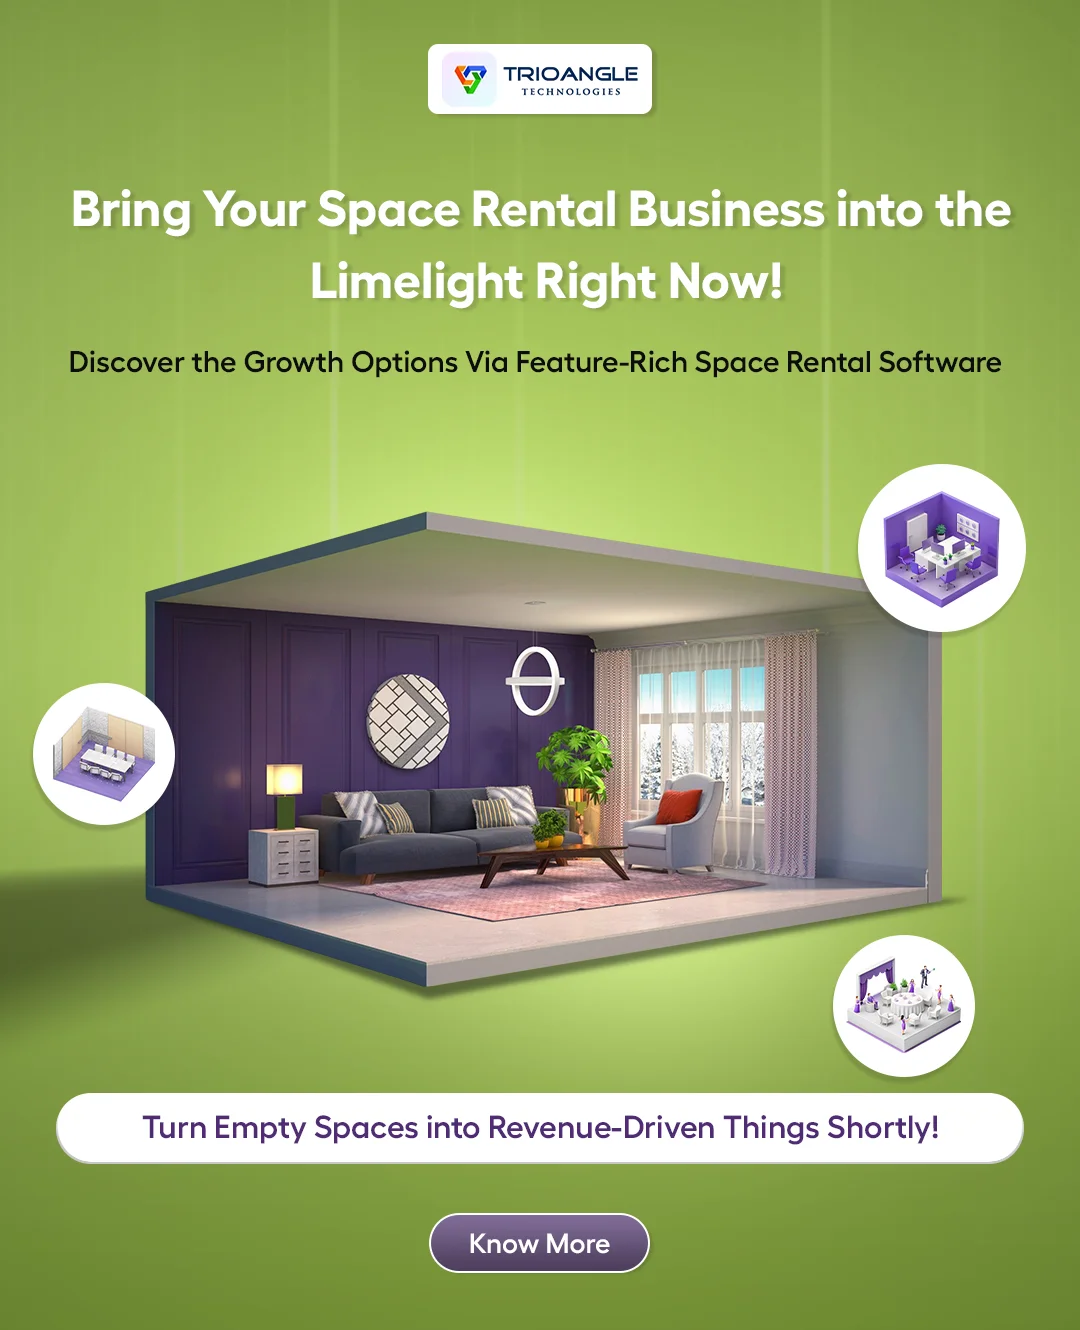 TRIOANGLE
TECHNOLOGIES
Bring Your Space Rental Business into the
Limelight Right Now!
Discover the Growth Options Via Feature-Rich Space Rental Software
Turn Empty Spaces into Revenue-Driven Things Shortly!
Know More